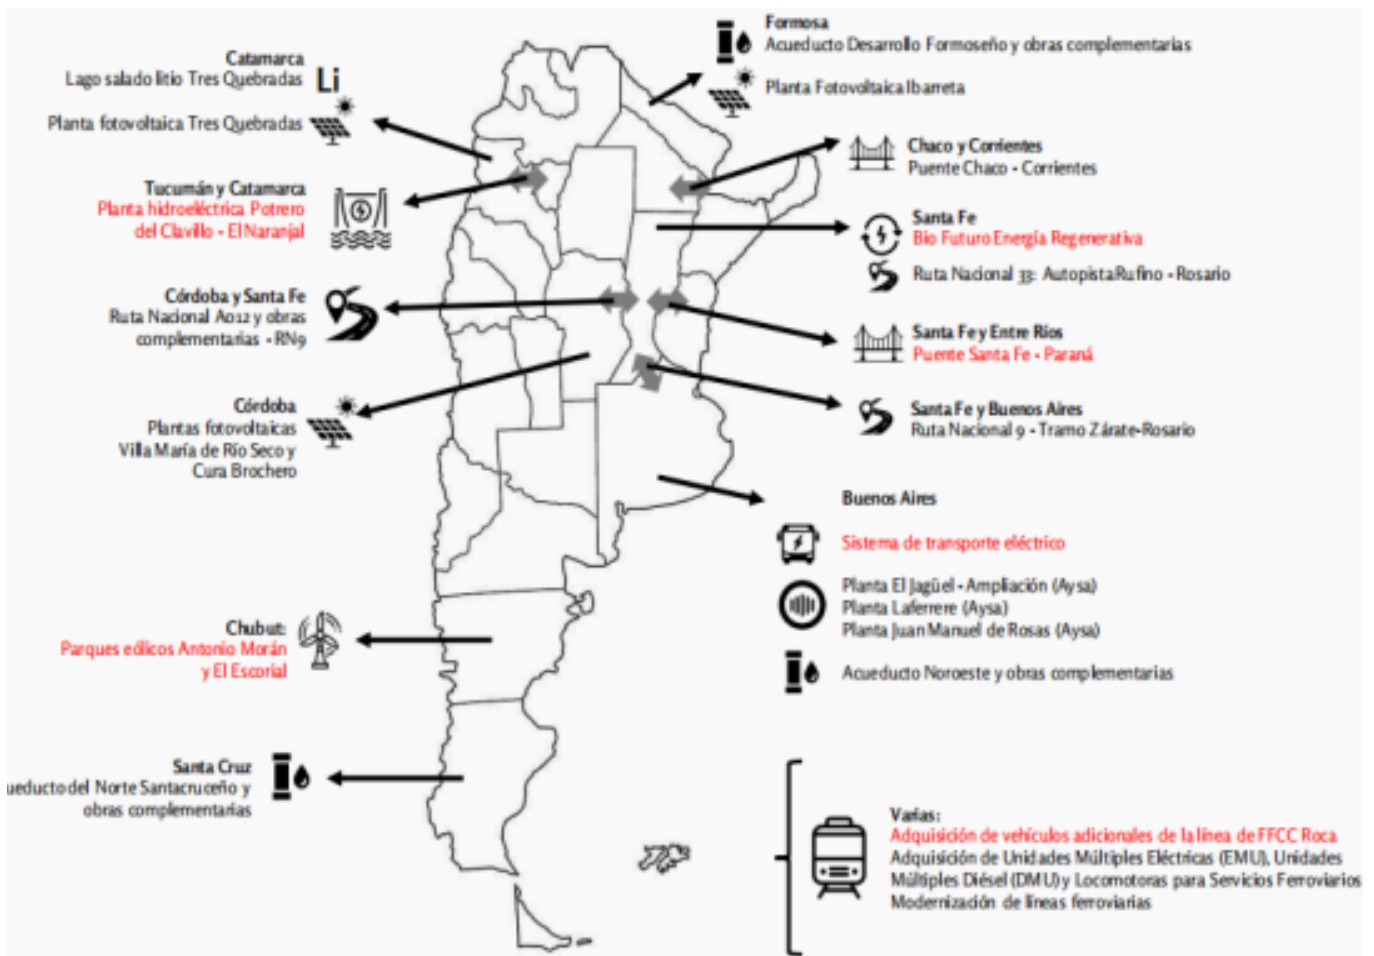 Catamarca
Lago salado litio Tres Quebradas
Li
Planta fotovoltaica Tres Quebradas
Tucumán y Catamarca
Planta hidroeléctrica Potrero
del Clavillo - El Naranjal
Córdoba y Santa Fe
Ruta Nacional A012 y obras
complementarias - RN9
Córdoba
Plantas fotovoltaicas
Villa María de Río Seco y
Cura Brochero
Chubut:
Parques eólicos Antonio Morán
y El Escorial
Santa Cruz
ueducto del Norte Santacruceño y
obras complementarias
Formosa
Acueducto Desarrollo Formoseño y obras complementarias
Planta Fotovoltaica Ibarreta
Chaco y Corrientes
Puente Chaco - Corrientes
Santa Fe
Bio Futuro Energía Regenerativa
Ruta Nacional 33: Autopista Rufino - Rosario
Santa Fe y Entre Ríos
Puente Santa Fe - Paraná
Santa Fe y Buenos Aires
Ruta Nacional 9 - Tramo Zárate-Rosario
Buenos Aires
Sistema de transporte eléctrico
Planta El Jagüel - Ampliación (Aysa)
Planta Laferrere (Aysa)
Planta Juan Manuel de Rosas (Aysa)
Acueducto Noroeste y obras complementarias
Varias:
Adquisición de vehículos adicionales de la línea de FFCC Roca
Adquisición de Unidades Múltiples Eléctricas (EMU), Unidades
Múltiples Diésel (DMU) y Locomotoras para Servicios Ferroviarios
Modernización de líneas ferroviarias